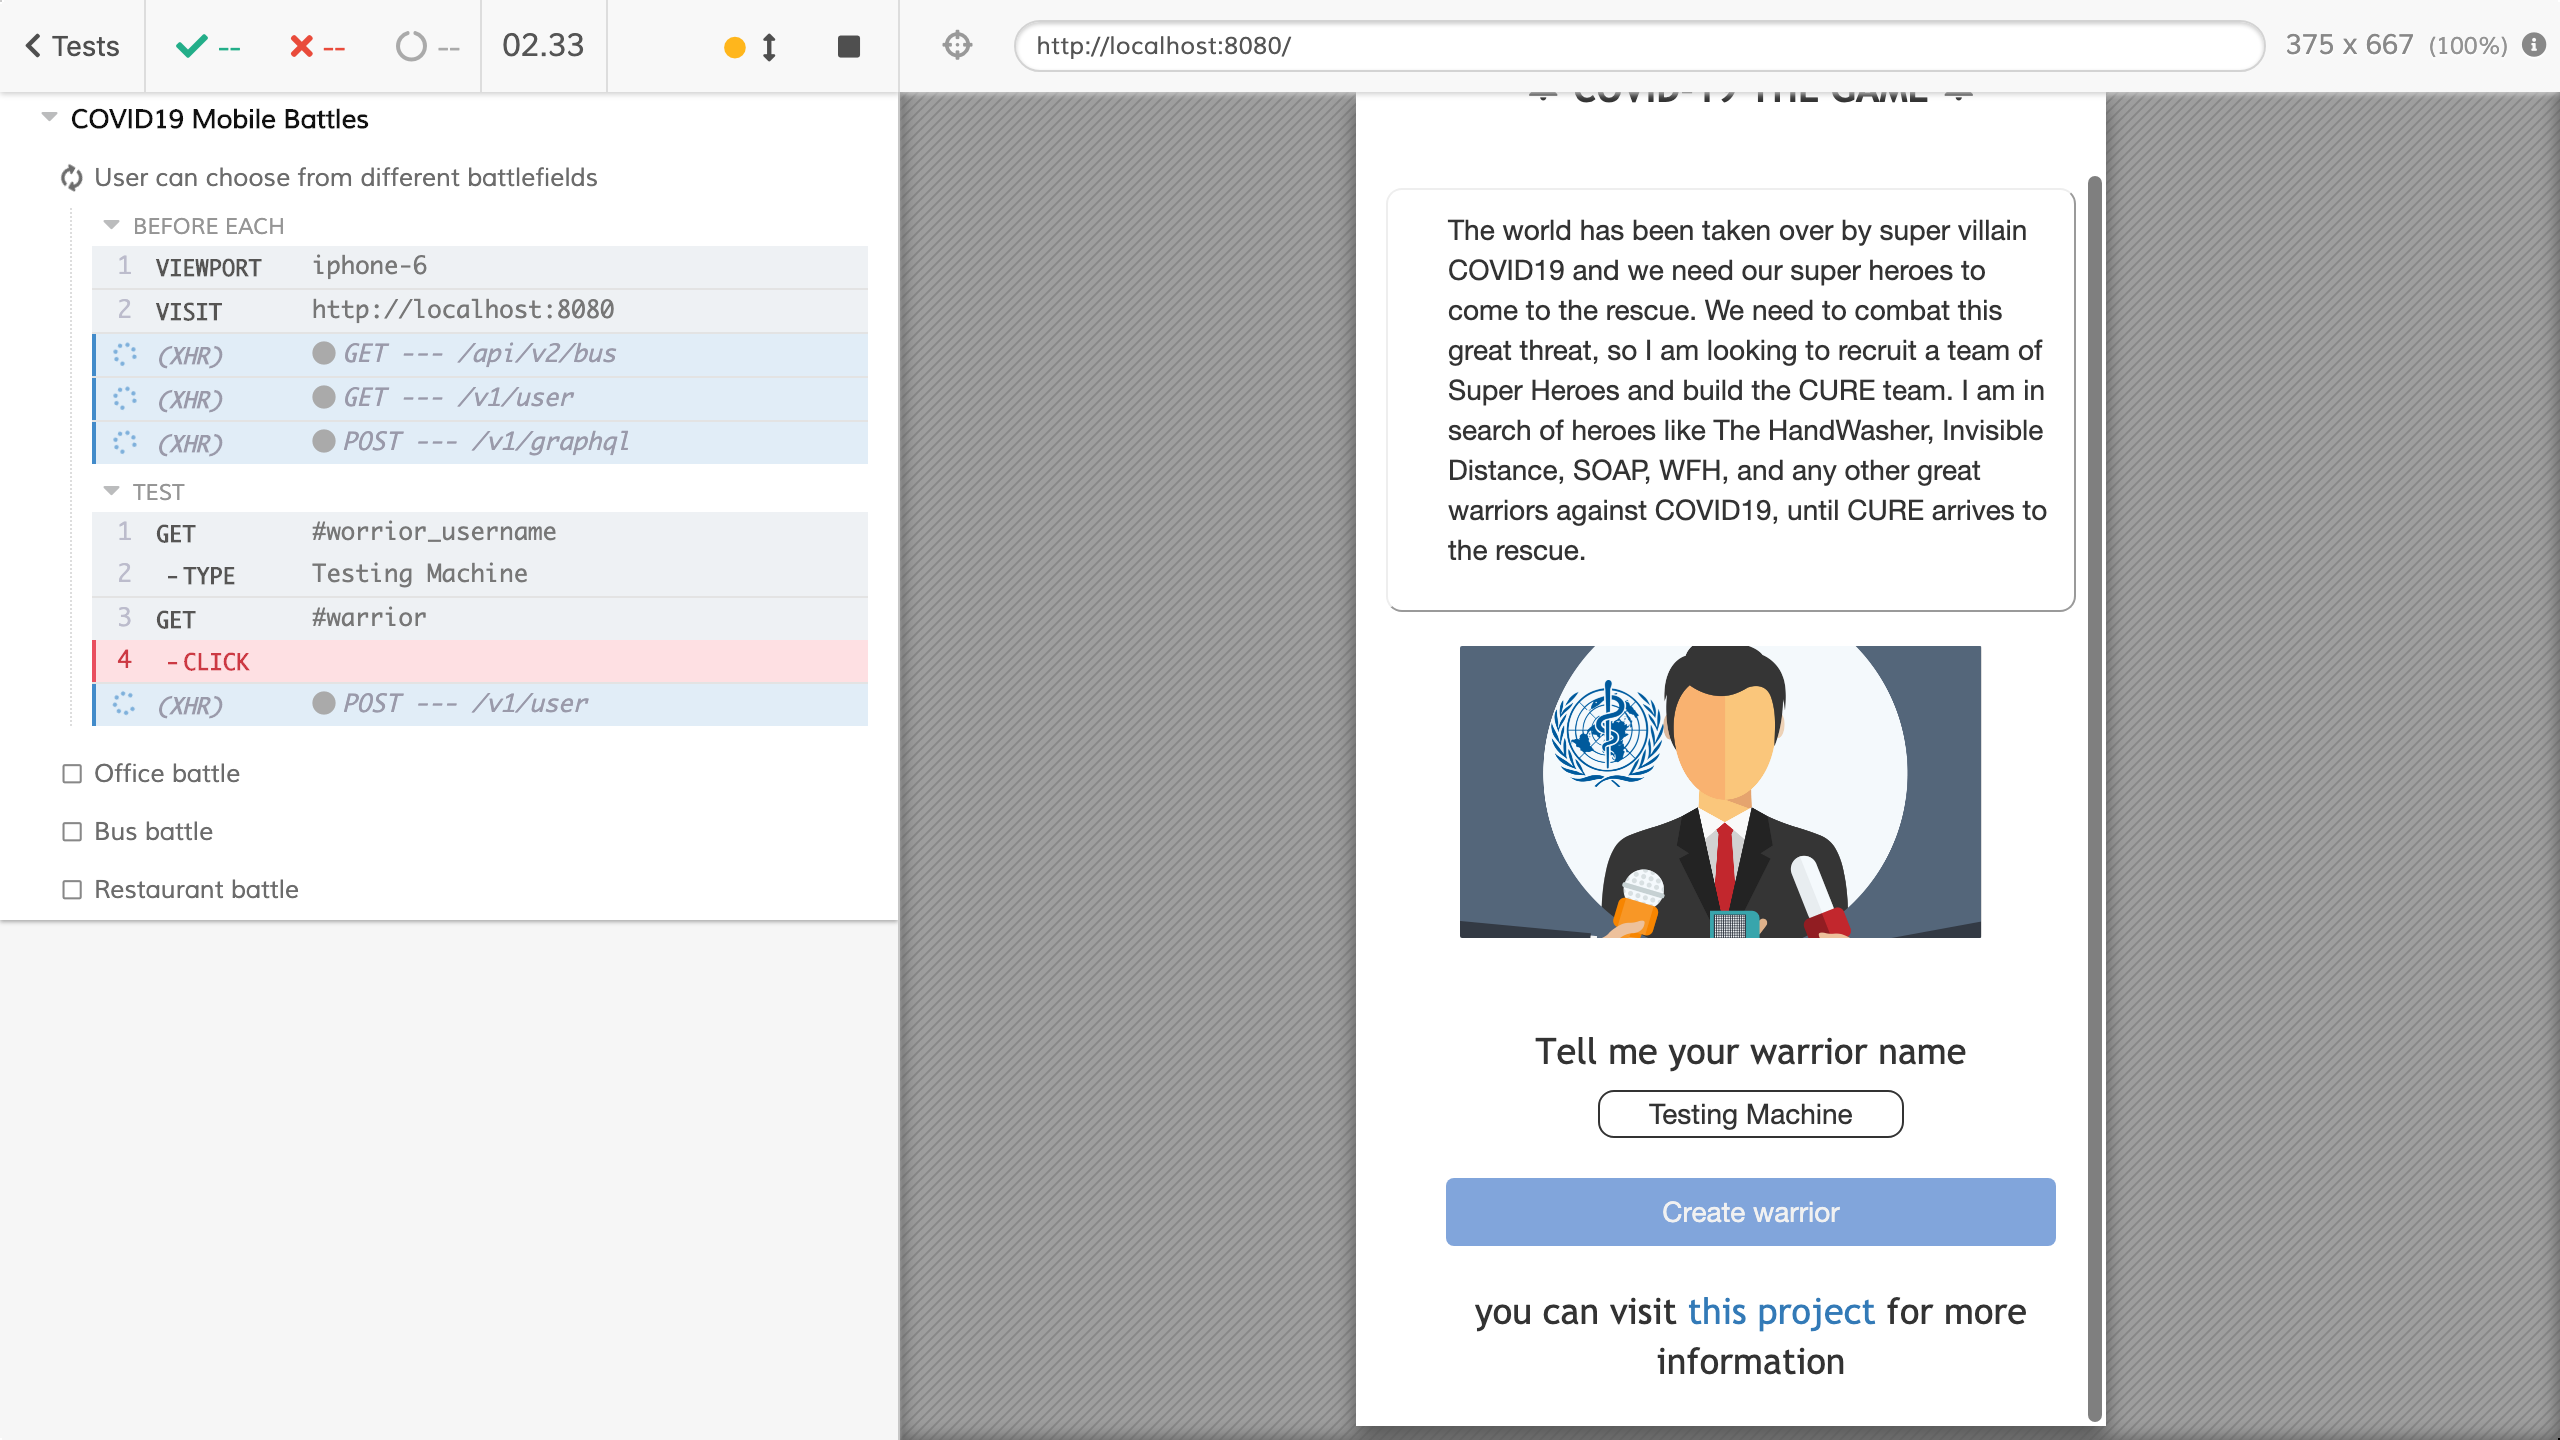 Tests -- -- -- 02.33
http://localhost:8080/ 375 x 667 (100%)
COVID19 Mobile Battles
User can choose from different battlefields
BEFORE EACH
1 VIEWPORT iphone-6
2 VISIT http://localhost:8080
(XHR) GET --- /api/v2/bus
(XHR) GET --- /v1/user
(XHR) POST --- /v1/graphql
TEST
1 GET #worrior_username
2 -TYPE Testing Machine
3 GET #warrior
4 -CLICK
(XHR) POST --- /v1/user
Office battle
Bus battle
Restaurant battle
COVID-19 THE GAME
The world has been taken over by super villain
COVID19 and we need our super heroes to
come to the rescue. We need to combat this
great threat, so I am looking to recruit a team of
Super Heroes and build the CURE team. I am in
search of heroes like The HandWasher, Invisible
Distance, SOAP, WFH, and any other great
warriors against COVID19, until CURE arrives to
the rescue.
Tell me your warrior name
Testing Machine
Create warrior
you can visit this project for more
information